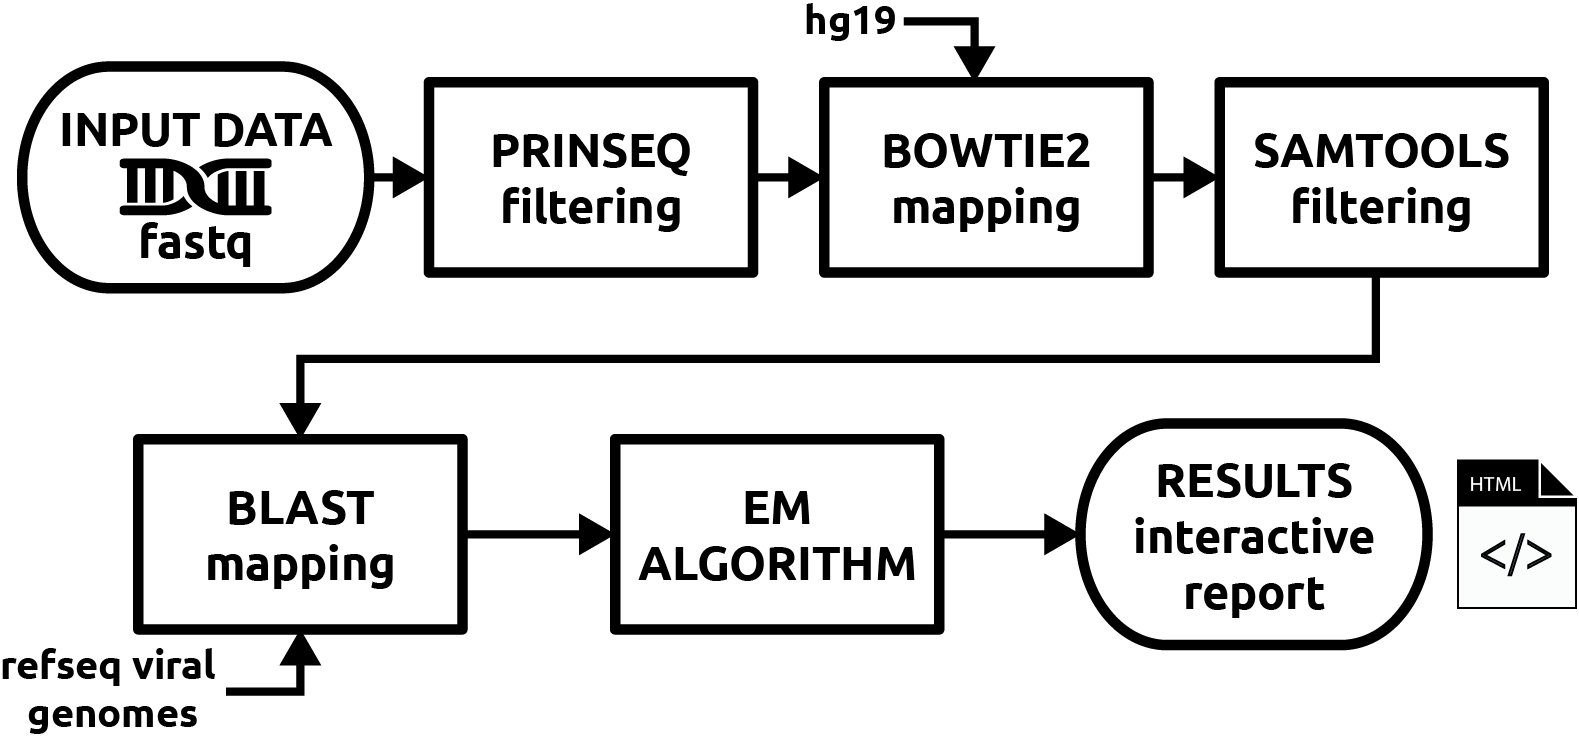 hg19
INPUT DATA
fastq
PRINSEQ
filtering
BOWTIE2
mapping
SAMTOOLS
filtering
BLAST
mapping
refseq viral
genomes
EM
ALGORITHM
RESULTS
interactive
report
HTML
</>